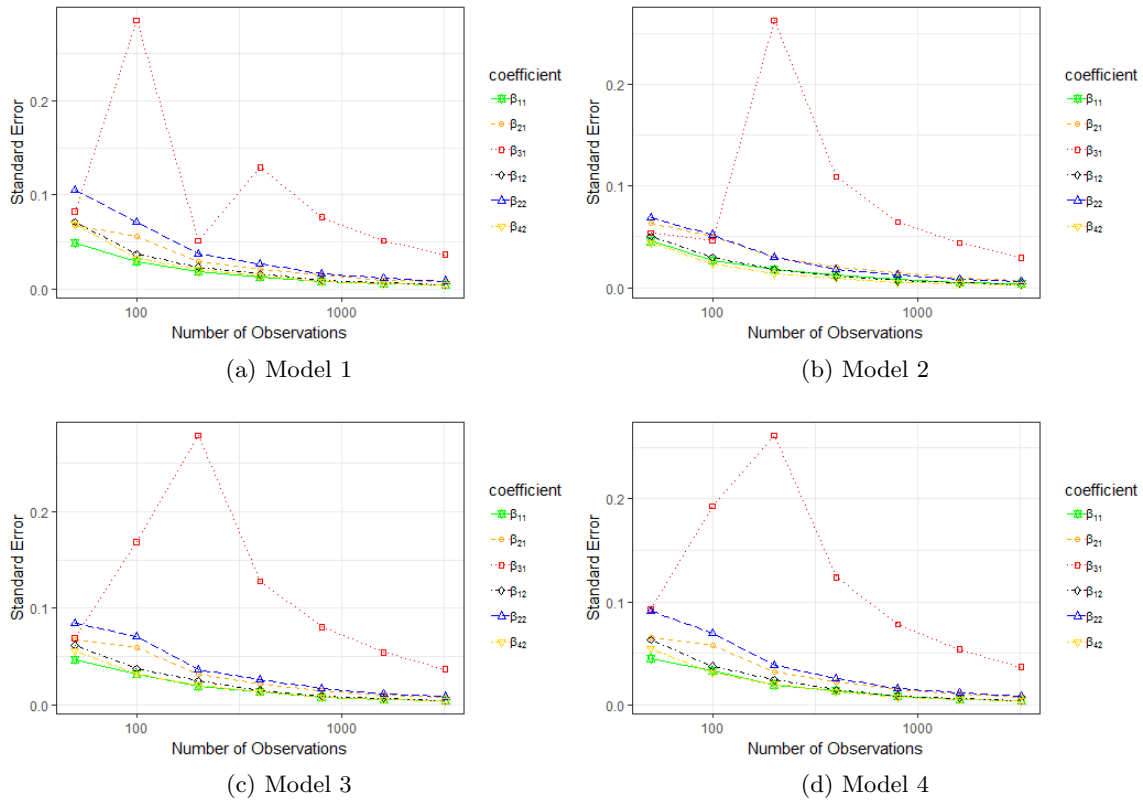 Standard Error
0.2
0.1
0.0
100
1000
Number of Observations
coefficient
β11
β21
β31
β12
β22
β42
(a) Model 1
Standard Error
0.2
0.1
0.0
100
1000
Number of Observations
coefficient
β11
β21
β31
β12
β22
β42
(b) Model 2
Standard Error
0.2
0.1
0.0
100
1000
Number of Observations
coefficient
β11
β21
β31
β12
β22
β42
(c) Model 3
Standard Error
0.2
0.1
0.0
100
1000
Number of Observations
coefficient
β11
β21
β31
β12
β22
β42
(d) Model 4